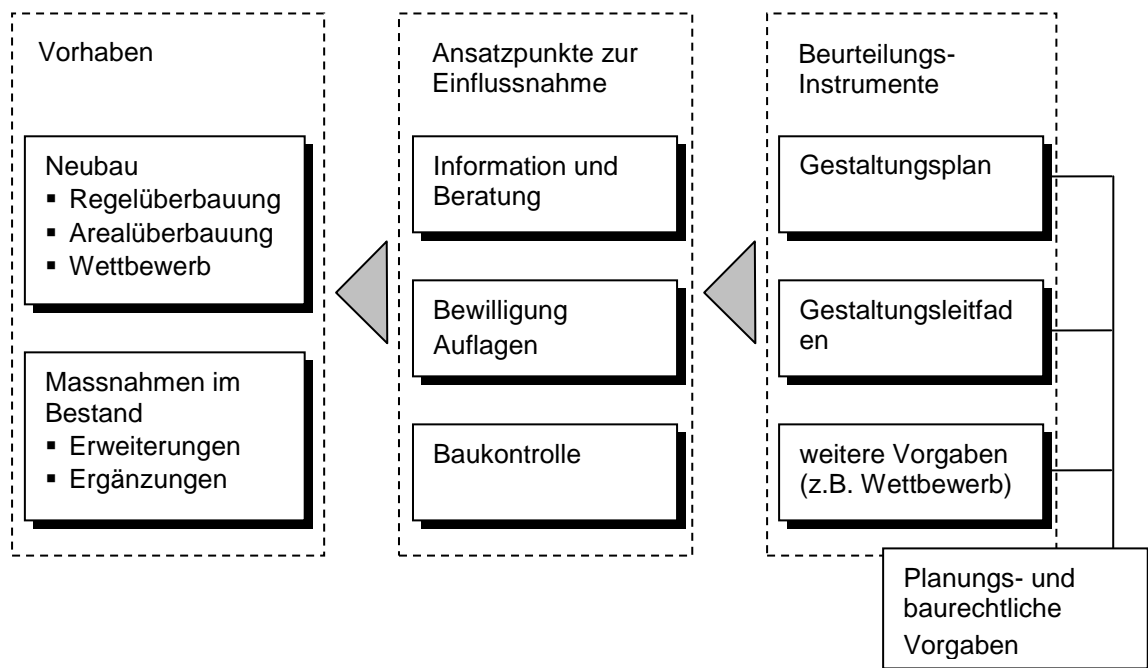 Vorhaben
Neubau
▪ Regelüberbauung
▪ Arealüberbauung
▪ Wettbewerb
Massnahmen im
Bestand
▪ Erweiterungen
▪ Ergänzungen
Ansatzpunkte zur
Einflussnahme
Information und
Beratung
Bewilligung
Auflagen
Baukontrolle
Beurteilungs-
Instrumente
Gestaltungsplan
Gestaltungsleitfad
en
weitere Vorgaben
(z.B. Wettbewerb)
Planungs- und
baurechtliche
Vorgaben